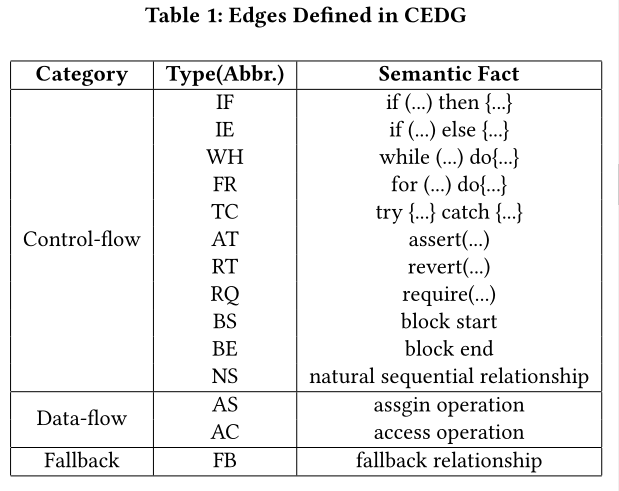 Table 1: Edges Defined in CEDG
Category Type(Abbr.) Semantic Fact
IF if (...) then {...}
IE if (...) else {...}
WH while (...) do{...}
FR for (...) do{...}
TC try {...} catch {...}
Control-flow AT assert(...)
RT revert(...)
RQ require(...)
BS block start
BE block end
NS natural sequential relationship
Data-flow AS assgin operation
AC access operation
Fallback FB fallback relationship